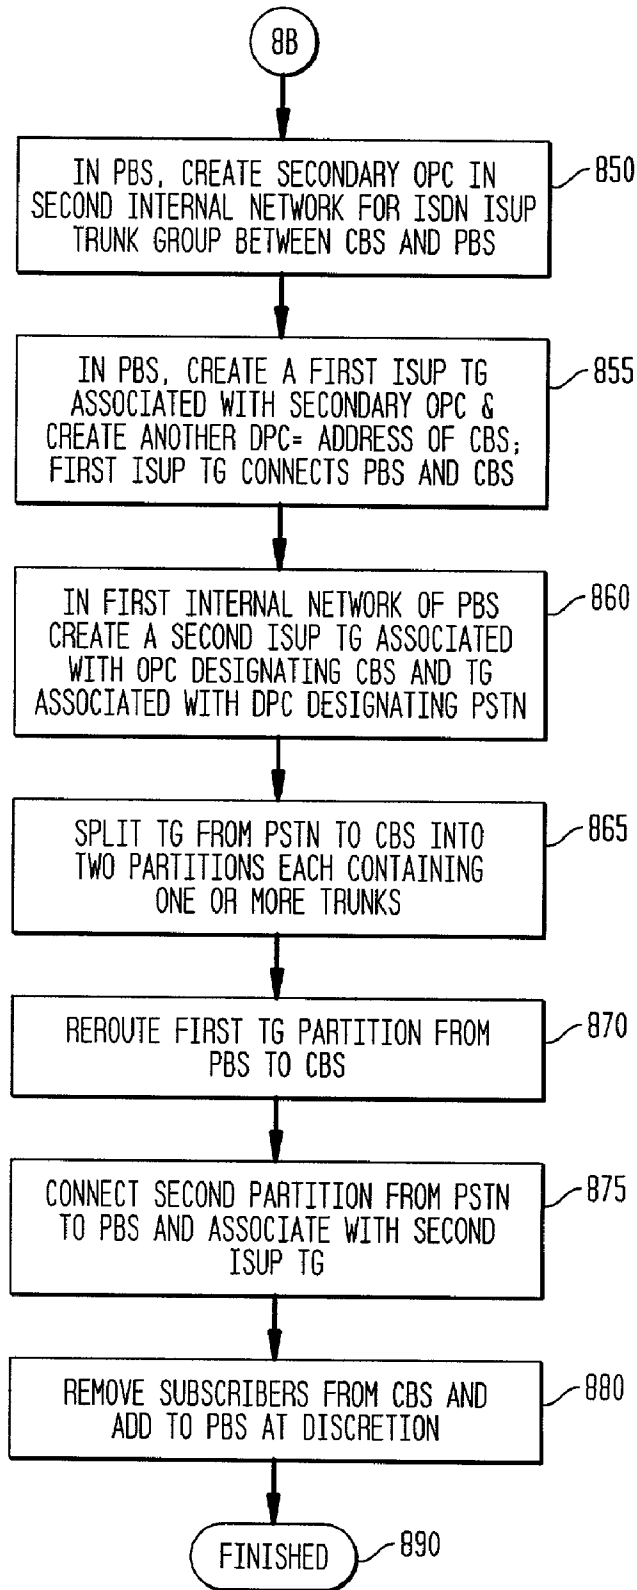 8B
IN PBS, CREATE SECONDARY OPC IN
SECOND INTERNAL NETWORK FOR ISDN ISUP
TRUNK GROUP BETWEEN CBS AND PBS
850
IN PBS, CREATE A FIRST ISUP TG
ASSOCIATED WITH SECONDARY OPC &
CREATE ANOTHER DPC= ADDRESS OF CBS;
FIRST ISUP TG CONNECTS PBS AND CBS
855
IN FIRST INTERNAL NETWORK OF PBS
CREATE A SECOND ISUP TG ASSOCIATED
WITH OPC DESIGNATING CBS AND TG
ASSOCIATED WITH DPC DESIGNATING PSTN
860
SPLIT TG FROM PSTN TO CBS INTO
TWO PARTITIONS EACH CONTAINING
ONE OR MORE TRUNKS
865
REROUTE FIRST TG PARTITION FROM
PBS TO CBS
870
CONNECT SECOND PARTITION FROM PSTN
TO PBS AND ASSOCIATE WITH SECOND
ISUP TG
875
REMOVE SUBSCRIBERS FROM CBS AND
ADD TO PBS AT DISCRETION
880
FINISHED
890